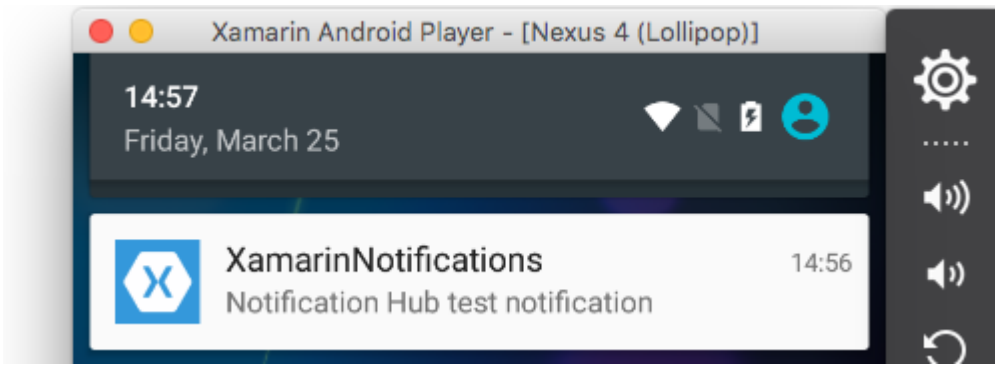 Xamarin Android Player - [Nexus 4 (Lollipop)]
14:57
Friday, March 25
XamarinNotifications 14:56
Notification Hub test notification